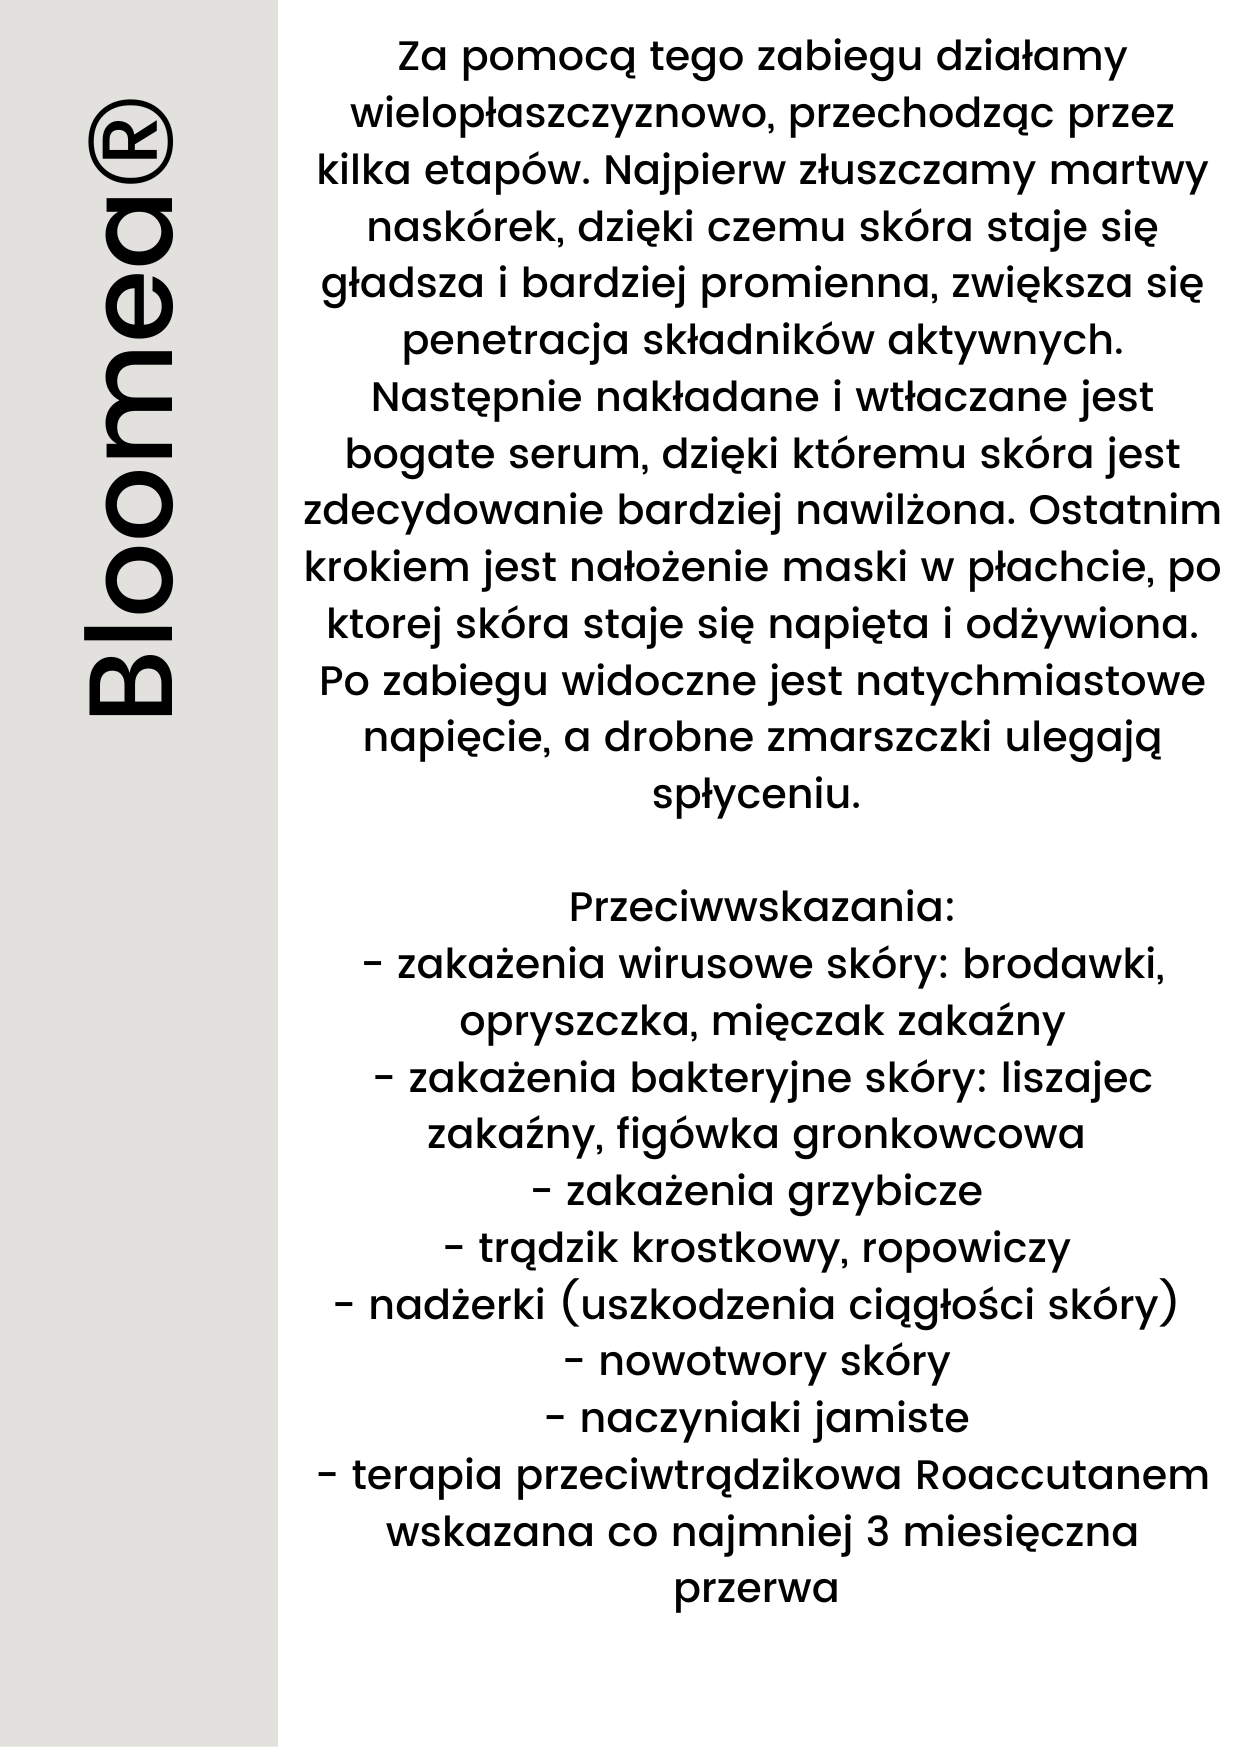 Bloomea®
Za pomocą tego zabiegu działamy
wielopłaszczyznowo, przechodząc przez
kilka etapów. Najpierw złuszczamy martwy
naskórek, dzięki czemu skóra staje się
gładsza i bardziej promienna, zwiększa się
penetracja składników aktywnych.
Następnie nakładane i wtłaczane jest
bogate serum, dzięki któremu skóra jest
zdecydowanie bardziej nawilżona. Ostatnim
krokiem jest nałożenie maski w płachcie, po
ktorej skóra staje się napięta i odżywiona.
Po zabiegu widoczne jest natychmiastowe
napięcie, a drobne zmarszczki ulegają
spłyceniu.
Przeciwwskazania:
- zakażenia wirusowe skóry: brodawki,
opryszczka, mięczak zakaźny
- zakażenia bakteryjne skóry: liszajec
zakaźny, figówka gronkowcowa
- zakażenia grzybicze
- trądzik krostkowy, ropowiczy
- nadżerki (uszkodzenia ciągłości skóry)
- nowotwory skóry
- naczyniaki jamiste
- terapia przeciwtrądzikowa Roaccutanem
wskazana co najmniej 3 miesięczna
przerwa